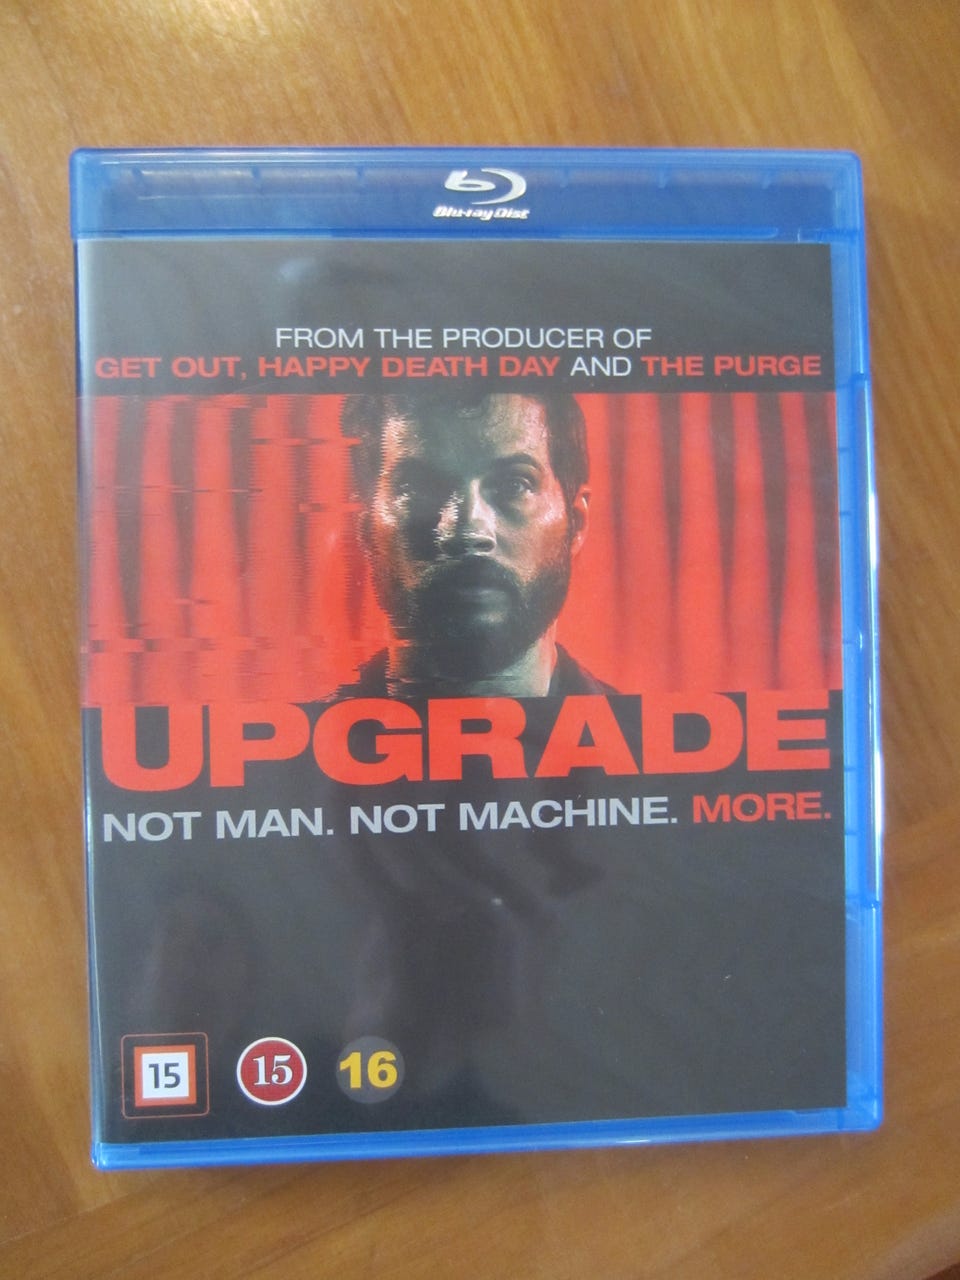 Blu-ray Disc
FROM THE PRODUCER OF
GET OUT, HAPPY DEATH DAY AND THE PURGE
UPGRADE
NOT MAN. NOT MACHINE. MORE.
15 15 16